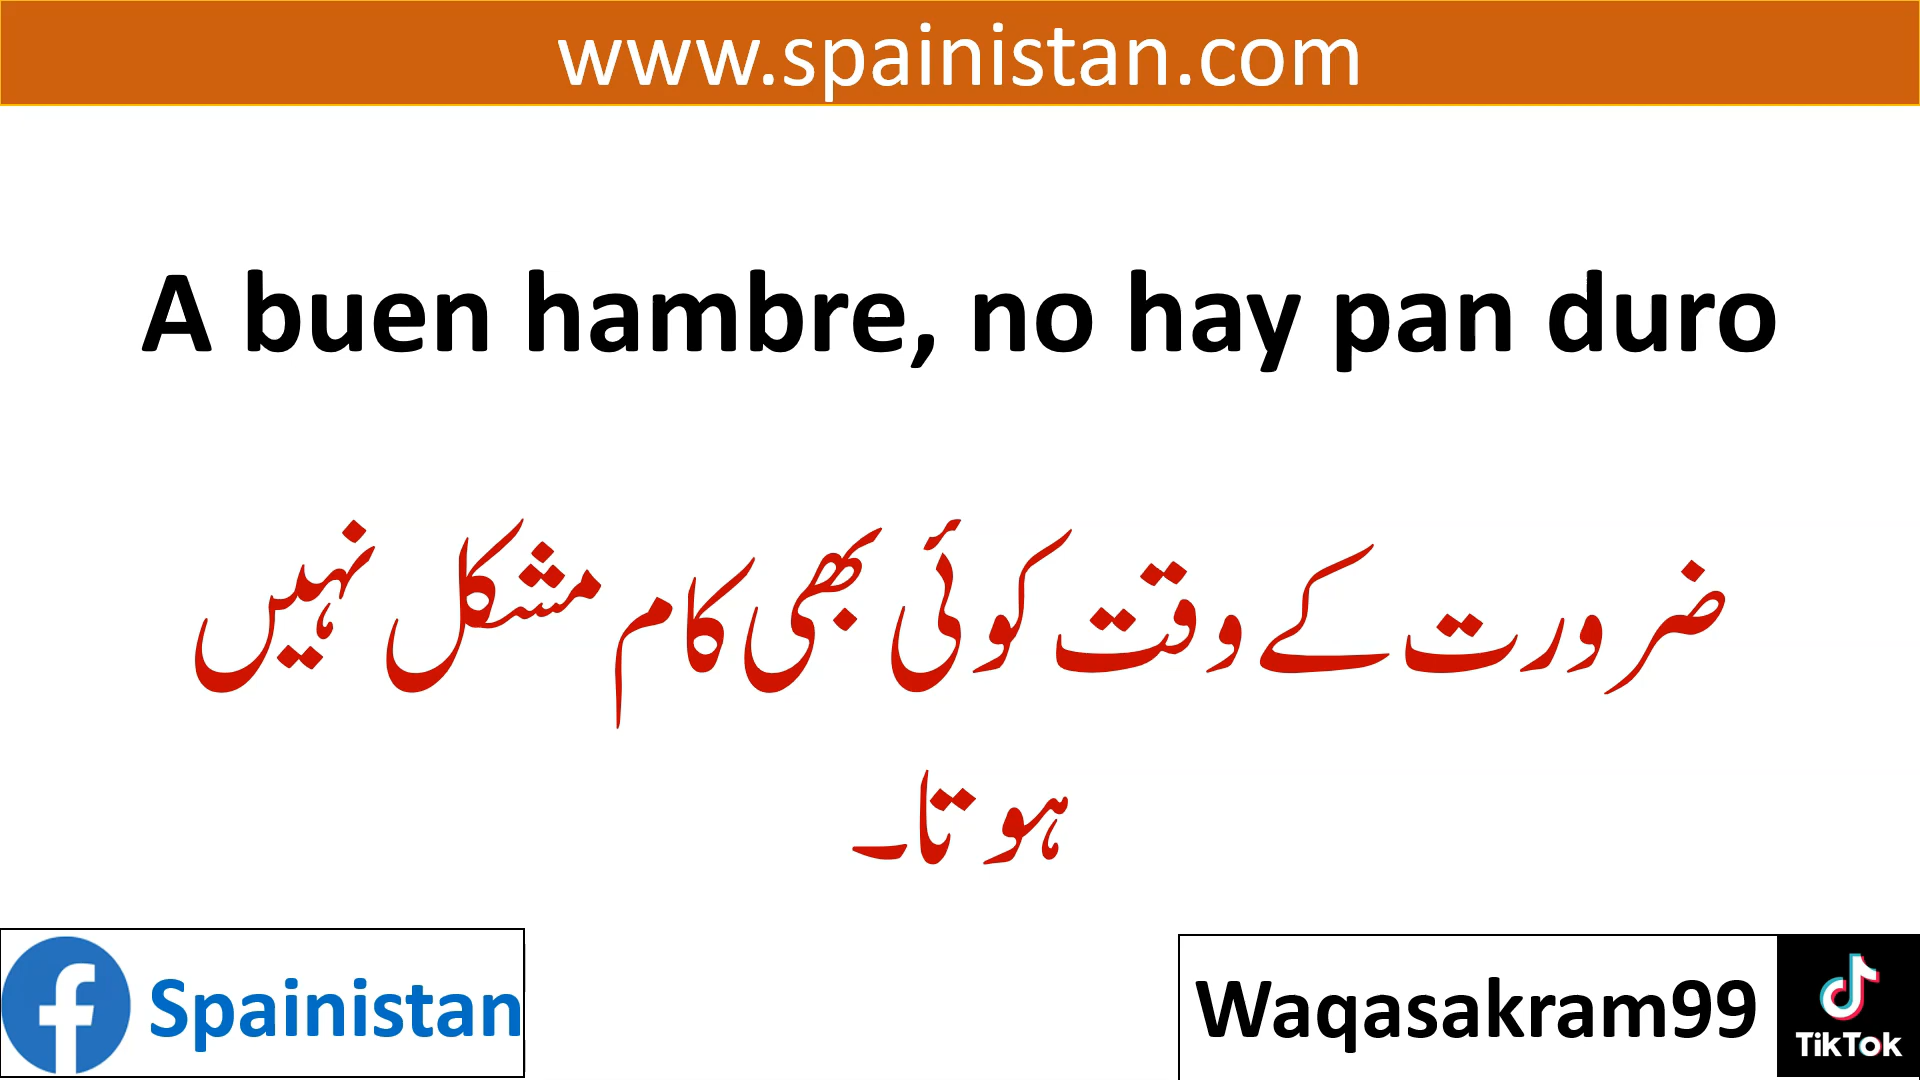 www.spainistan.com
A buen hambre, no hay pan duro
ضرورت کے وقت کوئی بھی کام مشکل نہیں
ہوتا۔
Spainistan
Waqasakram99
TikTok